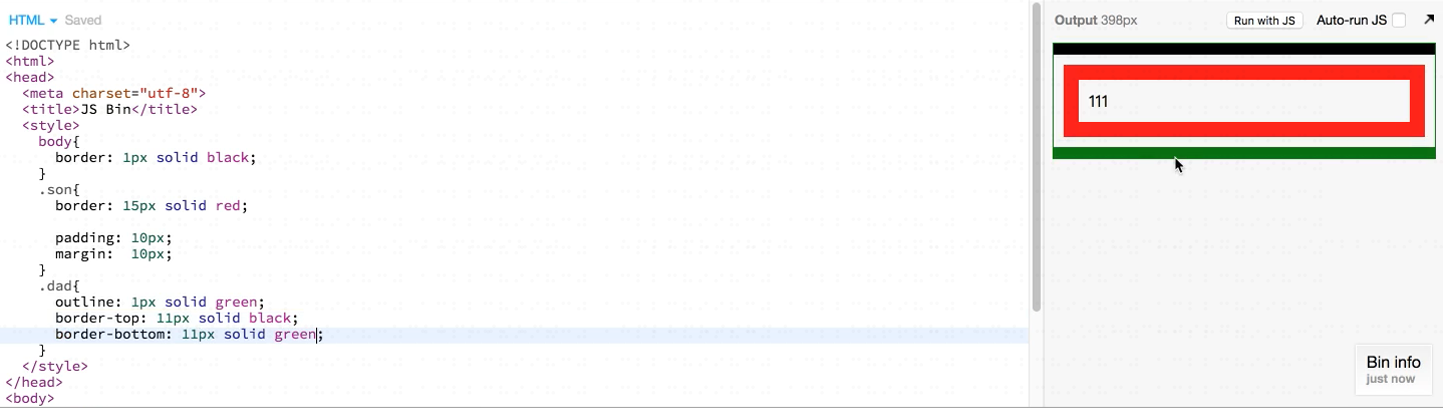 HTML Saved
<!DOCTYPE html>
<html>
<head>
<meta charset="utf-8">
<title>JS Bin</title>
<style>
body{
border: 1px solid black;
}
.son{
border: 15px solid red;
padding: 10px;
margin:  10px;
}
.dad{
outline: 1px solid green;
border-top: 11px solid black;
border-bottom: 11px solid green;
}
</style>
</head>
<body>
Output 398px Run with JS Auto-run JS
111
Bin info
just now